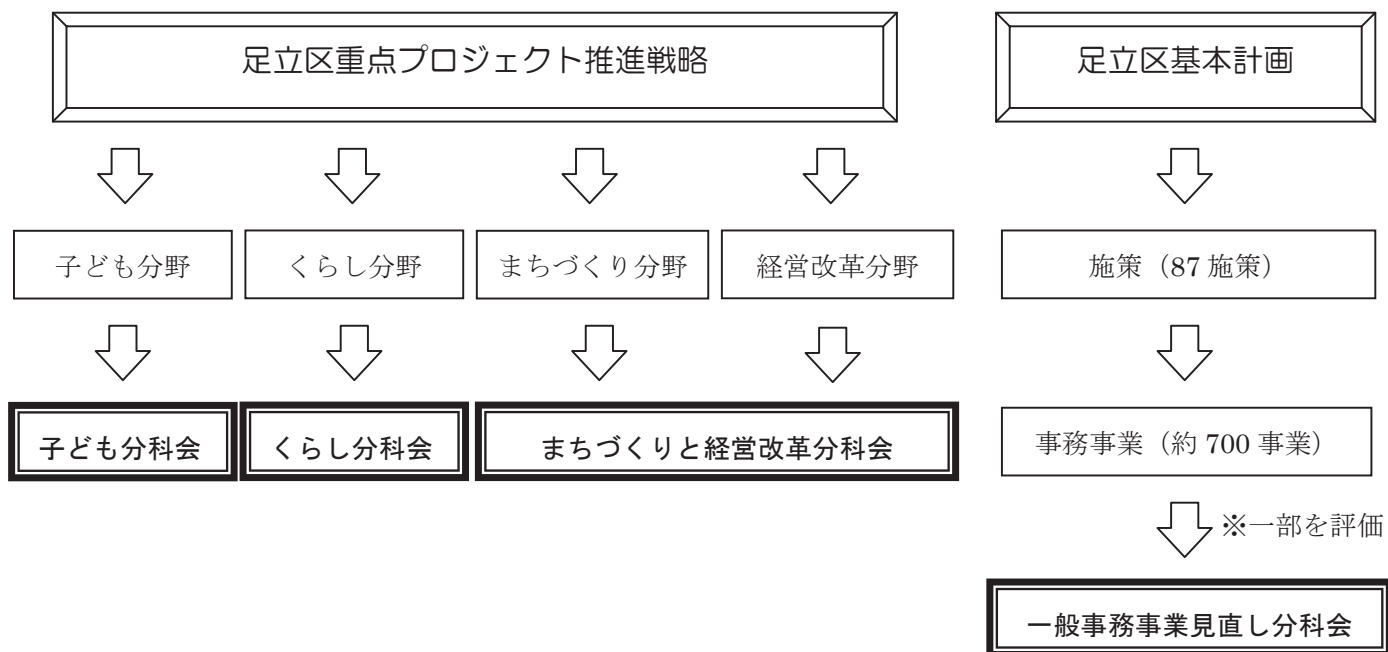 足立区重点プロジェクト推進戦略
足立区基本計画
子ども分野
くらし分野
まちづくり分野
経営改革分野
施策（87 施策）
子ども分科会
くらし分科会
まちづくりと経営改革分科会
事務事業（約 700 事業）
※一部を評価
一般事務事業見直し分科会